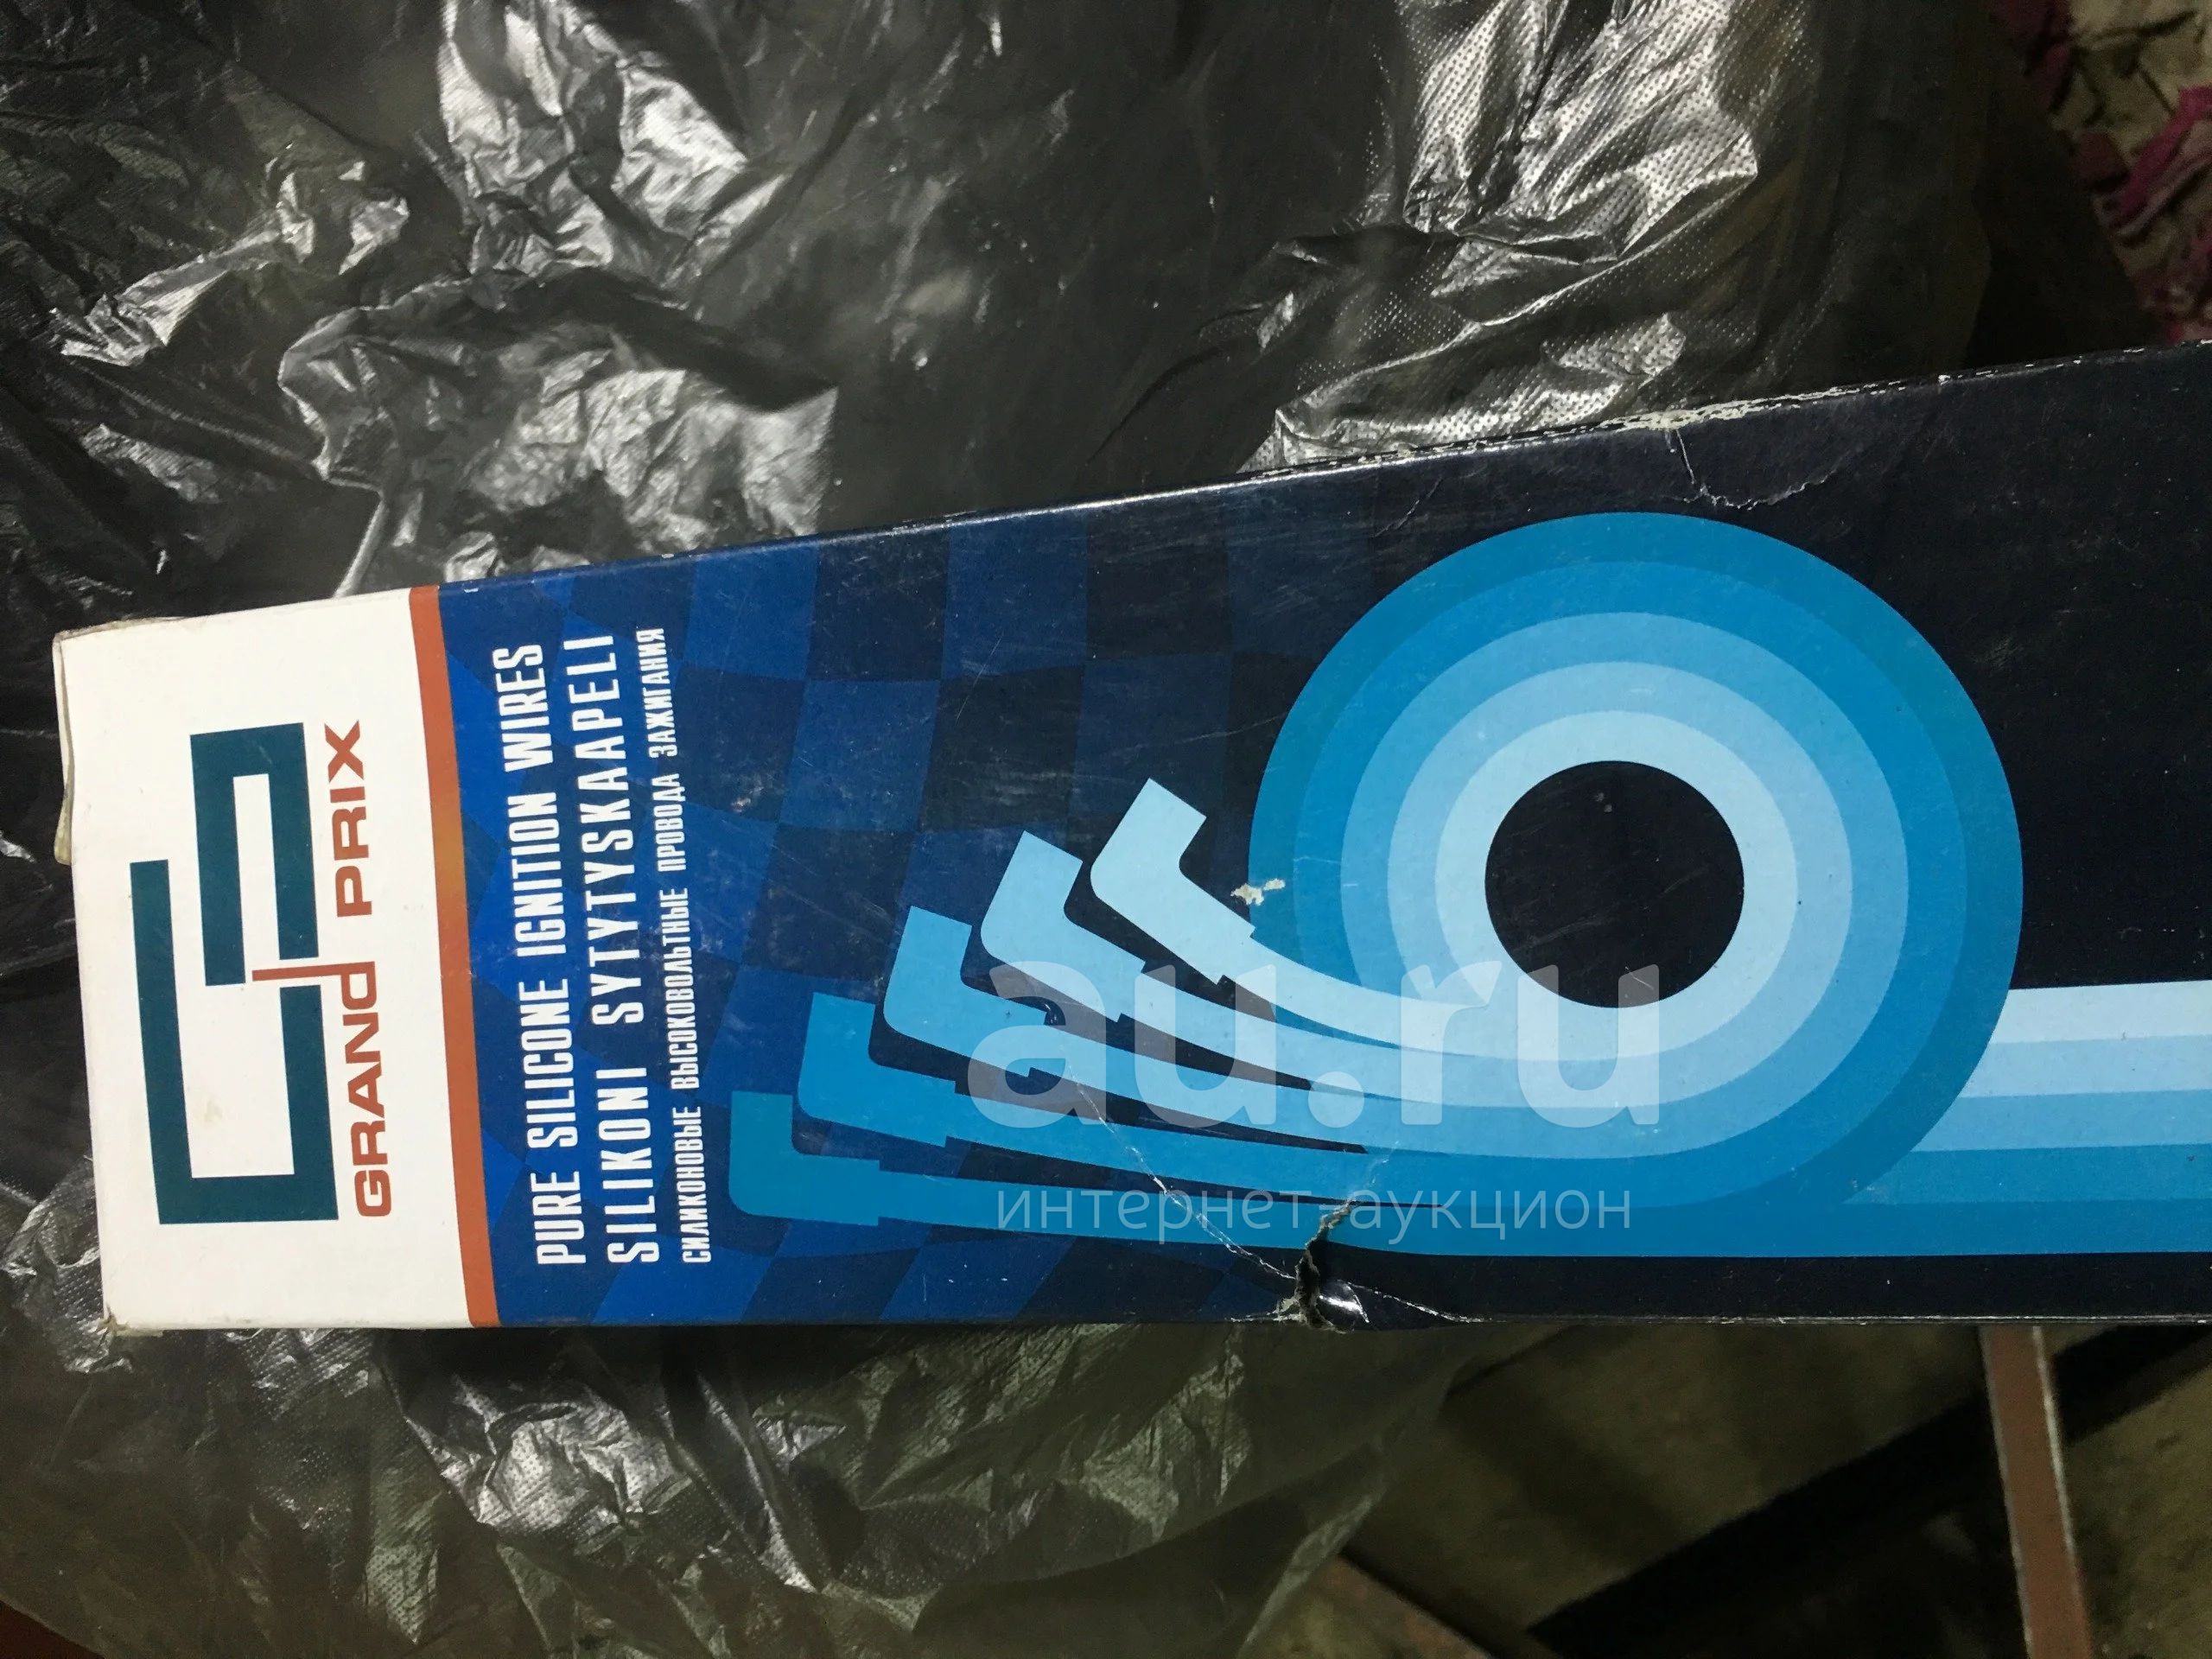 GRANd PRIX
PURE SILICONE IGNITION WIRES
SILIKONI SYTYTYSKAAPELI
СИЛИКОНОВЫЕ ВЫСОКОВОЛЬТНЫЕ ПРОВОДА ЗАЖИГАНИЯ
au.ru
интернет-аукцион